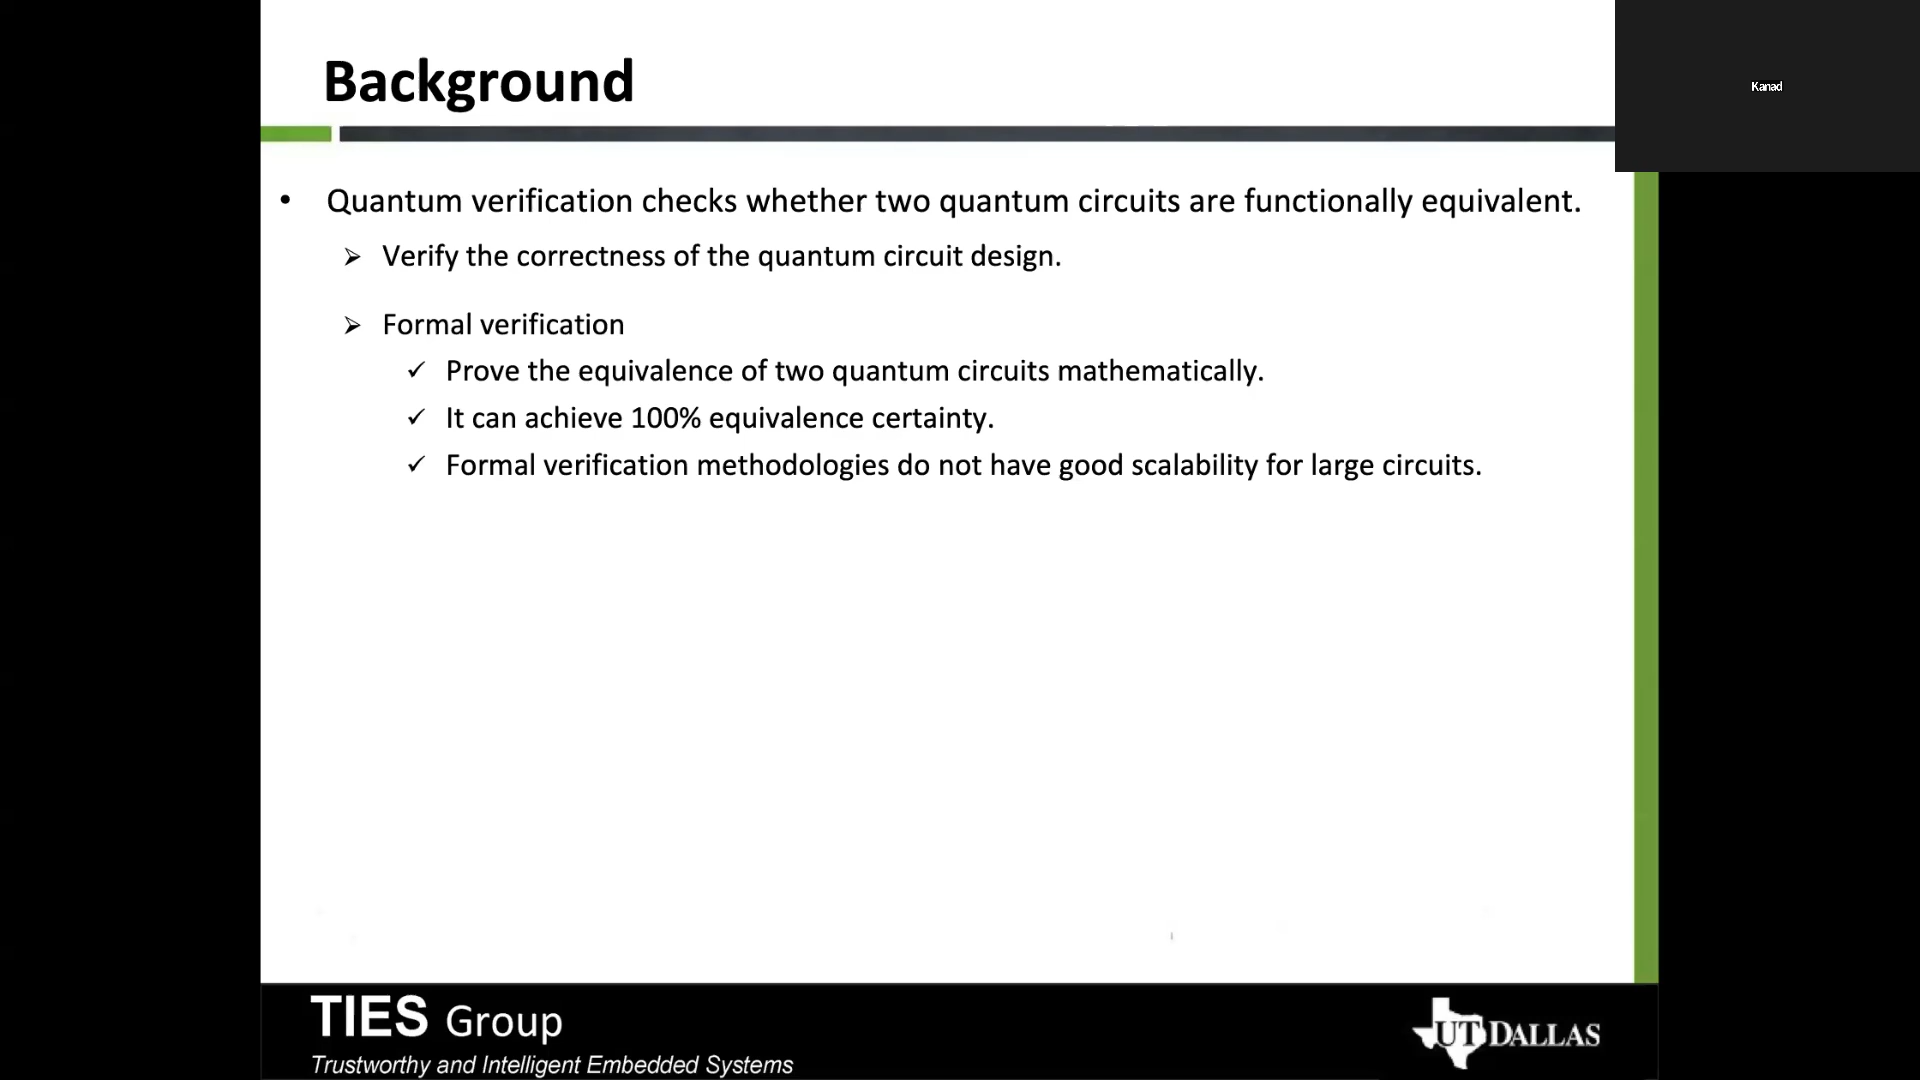 Background
Kanad
• Quantum verification checks whether two quantum circuits are functionally equivalent.
➢ Verify the correctness of the quantum circuit design.
➢ Formal verification
✓ Prove the equivalence of two quantum circuits mathematically.
✓ It can achieve 100% equivalence certainty.
✓ Formal verification methodologies do not have good scalability for large circuits.
TIES Group
Trustworthy and Intelligent Embedded Systems
UT DALLAS